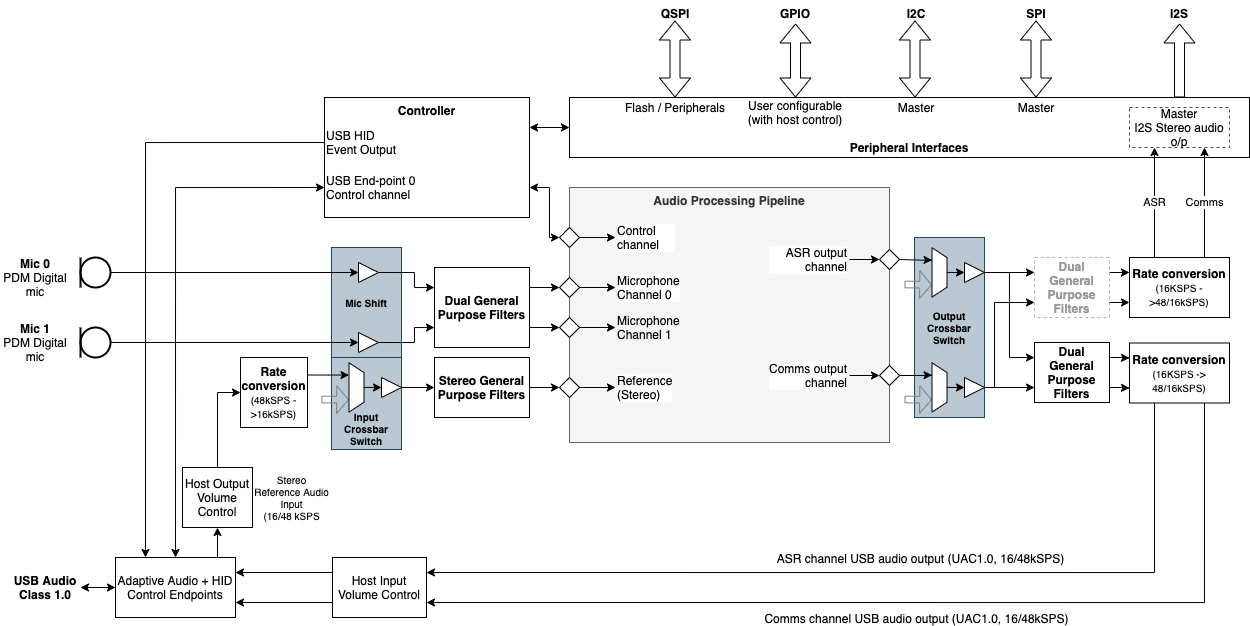 QSPI
GPIO
I2C
SPI
I2S
Controller
USB HID
Event Output
USB End-point 0
Control channel
Flash / Peripherals
User configurable
(with host control)
Master
Master
Master
I2S Stereo audio
o/p
Peripheral Interfaces
ASR
Comms
Audio Processing Pipeline
Control
channel
Microphone
Channel 0
Microphone
Channel 1
Reference
(Stereo)
ASR output
channel
Comms output
channel
Mic 0
PDM Digital
mic
Mic 1
PDM Digital
mic
Mic Shift
Dual General
Purpose Filters
Rate
conversion
(48kSPS -
>16kSPS)
Input
Crossbar
Switch
Stereo General
Purpose Filters
Output
Crossbar
Switch
Dual
General
Purpose
Filters
Rate conversion
(16KSPS -
>48/16kSPS)
Dual
General
Purpose
Filters
Rate conversion
(16KSPS ->
48/16kSPS)
Host Output
Volume
Control
Stereo
Reference Audio
Input
(16/48 kSPS
USB Audio
Class 1.0
Adaptive Audio + HID
Control Endpoints
Host Input
Volume Control
ASR channel USB audio output (UAC1.0, 16/48kSPS)
Comms channel USB audio output (UAC1.0, 16/48kSPS)